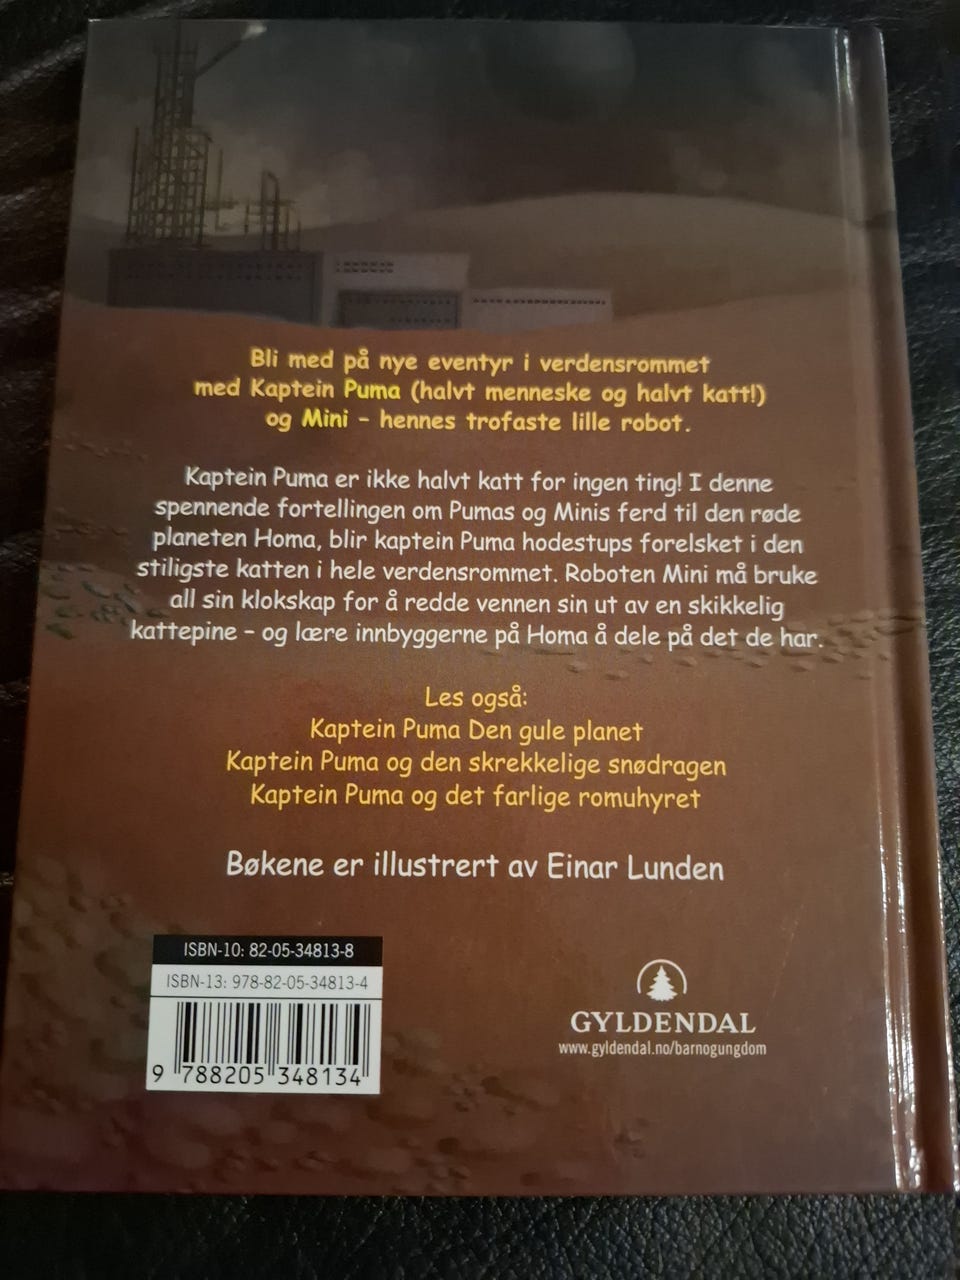 Bli med på nye eventyr i verdensrommet
med Kaptein Puma (halvt menneske og halvt katt!)
og Mini – hennes trofaste lille robot.
Kaptein Puma er ikke halvt katt for ingen ting! I denne
spennende fortellingen om Pumas og Minis ferd til den røde
planeten Homa, blir kaptein Puma hodestups forelsket i den
stiligste katten i hele verdensrommet. Roboten Mini må bruke
all sin klokskap for å redde vennen sin ut av en skikkelig
kattepine – og lære innbyggerne på Homa å dele på det de har.
Les også:
Kaptein Puma Den gule planet
Kaptein Puma og den skrekkelige snødragen
Kaptein Puma og det farlige romuhyret
Bøkene er illustrert av Einar Lunden
ISBN-10: 82-05-34813-8
ISBN-13: 978-82-05-34813-4
9 788205 348134
GYLDENDAL
www.gyldendal.no/barnogungdom